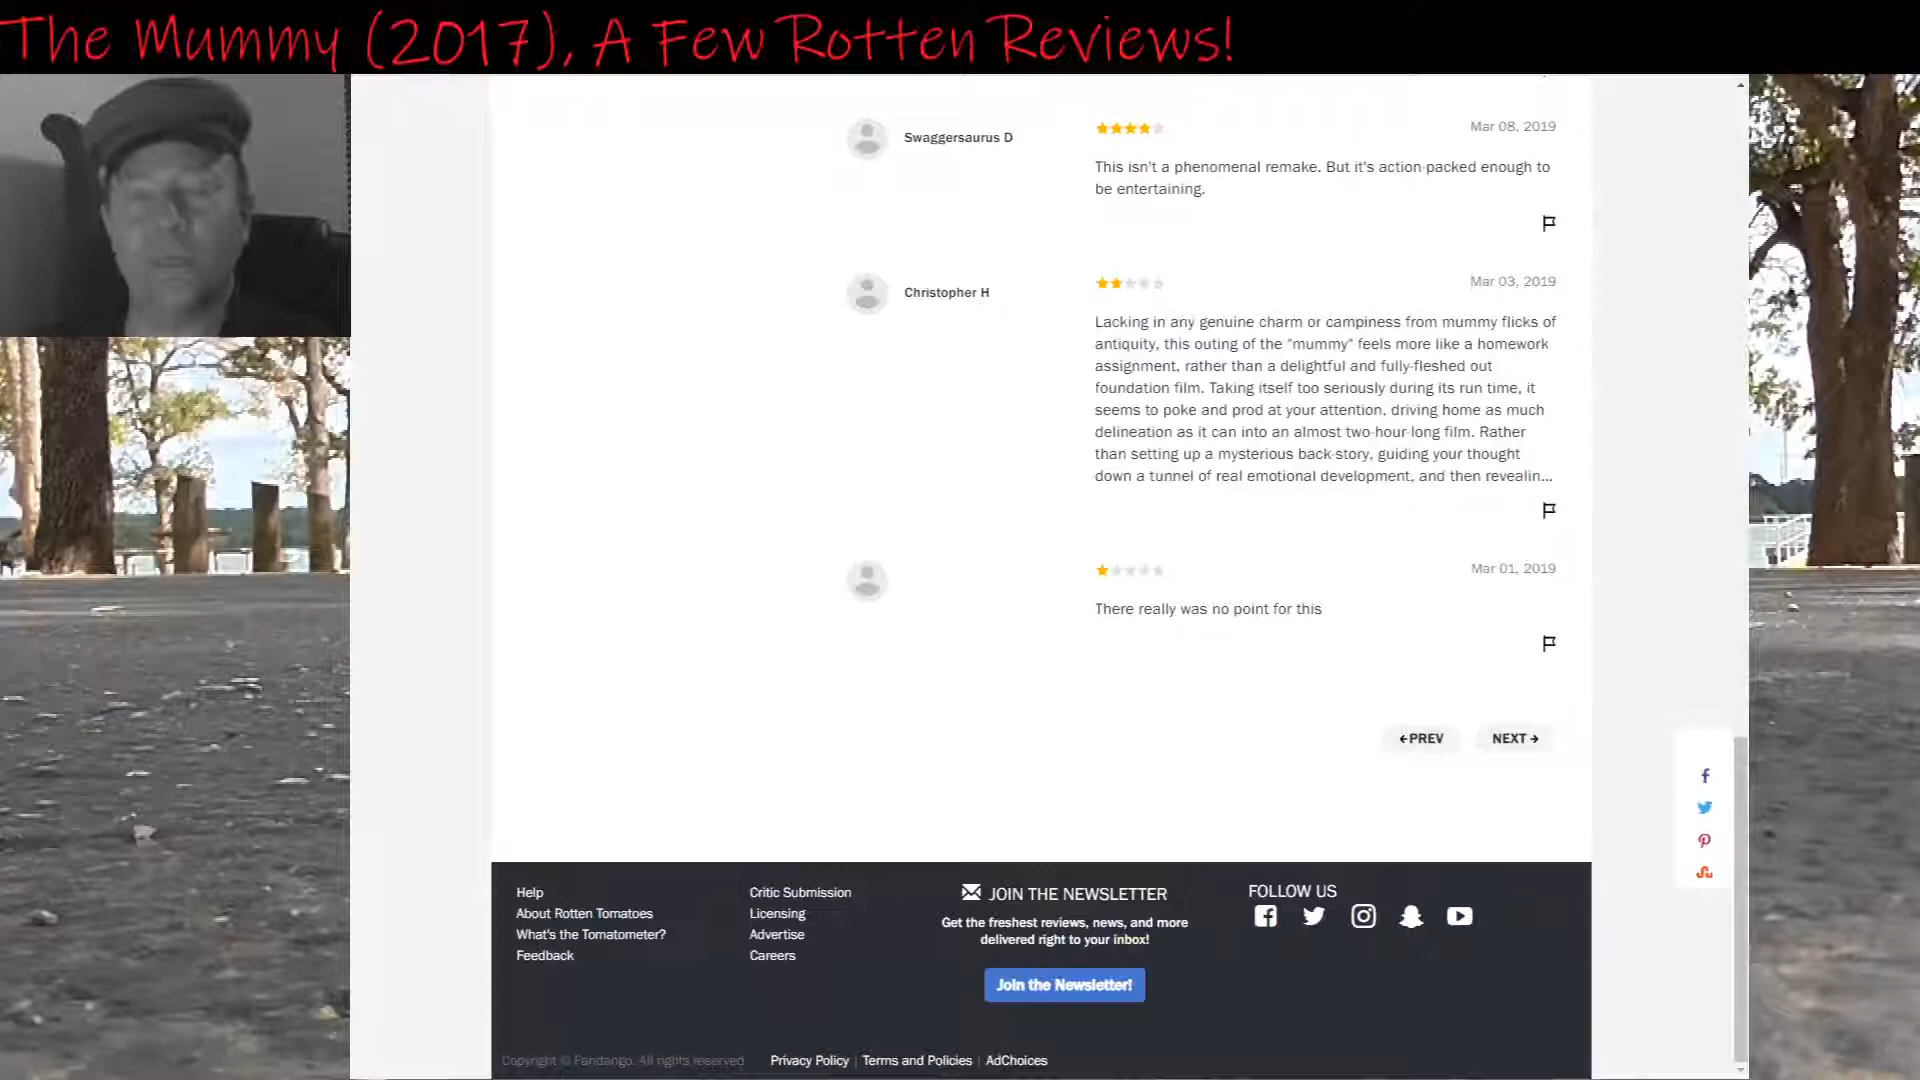 The Mummy (2017), A Few Rotten Reviews!
Swaggersaurus D
Mar 08, 2019
This isn't a phenomenal remake. But it's action-packed enough to
be entertaining.
Christopher H
Mar 03, 2019
Lacking in any genuine charm or campiness from mummy flicks of
antiquity, this outing of the "mummy" feels more like a homework
assignment, rather than a delightful and fully-fleshed out
foundation film. Taking itself too seriously during its run time, it
seems to poke and prod at your attention, driving home as much
delineation as it can into an almost two-hour-long film. Rather
than setting up a mysterious back-story, guiding your thought
down a tunnel of real emotional development, and then revealin...
Mar 01, 2019
There really was no point for this
PREV
NEXT
Help
About Rotten Tomatoes
What's the Tomatometer?
Feedback
Critic Submission
Licensing
Advertise
Careers
JOIN THE NEWSLETTER
Get the freshest reviews, news, and more
delivered right to your inbox!
Join the Newsletter!
FOLLOW US
Copyright © Fandango. All rights reserved
Privacy Policy | Terms and Policies | AdChoices